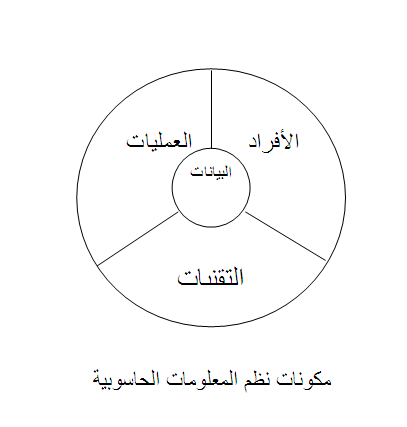 الأفراد
العمليات
البيانات
التقنيات
مكونات نظم المعلومات الحاسوبية